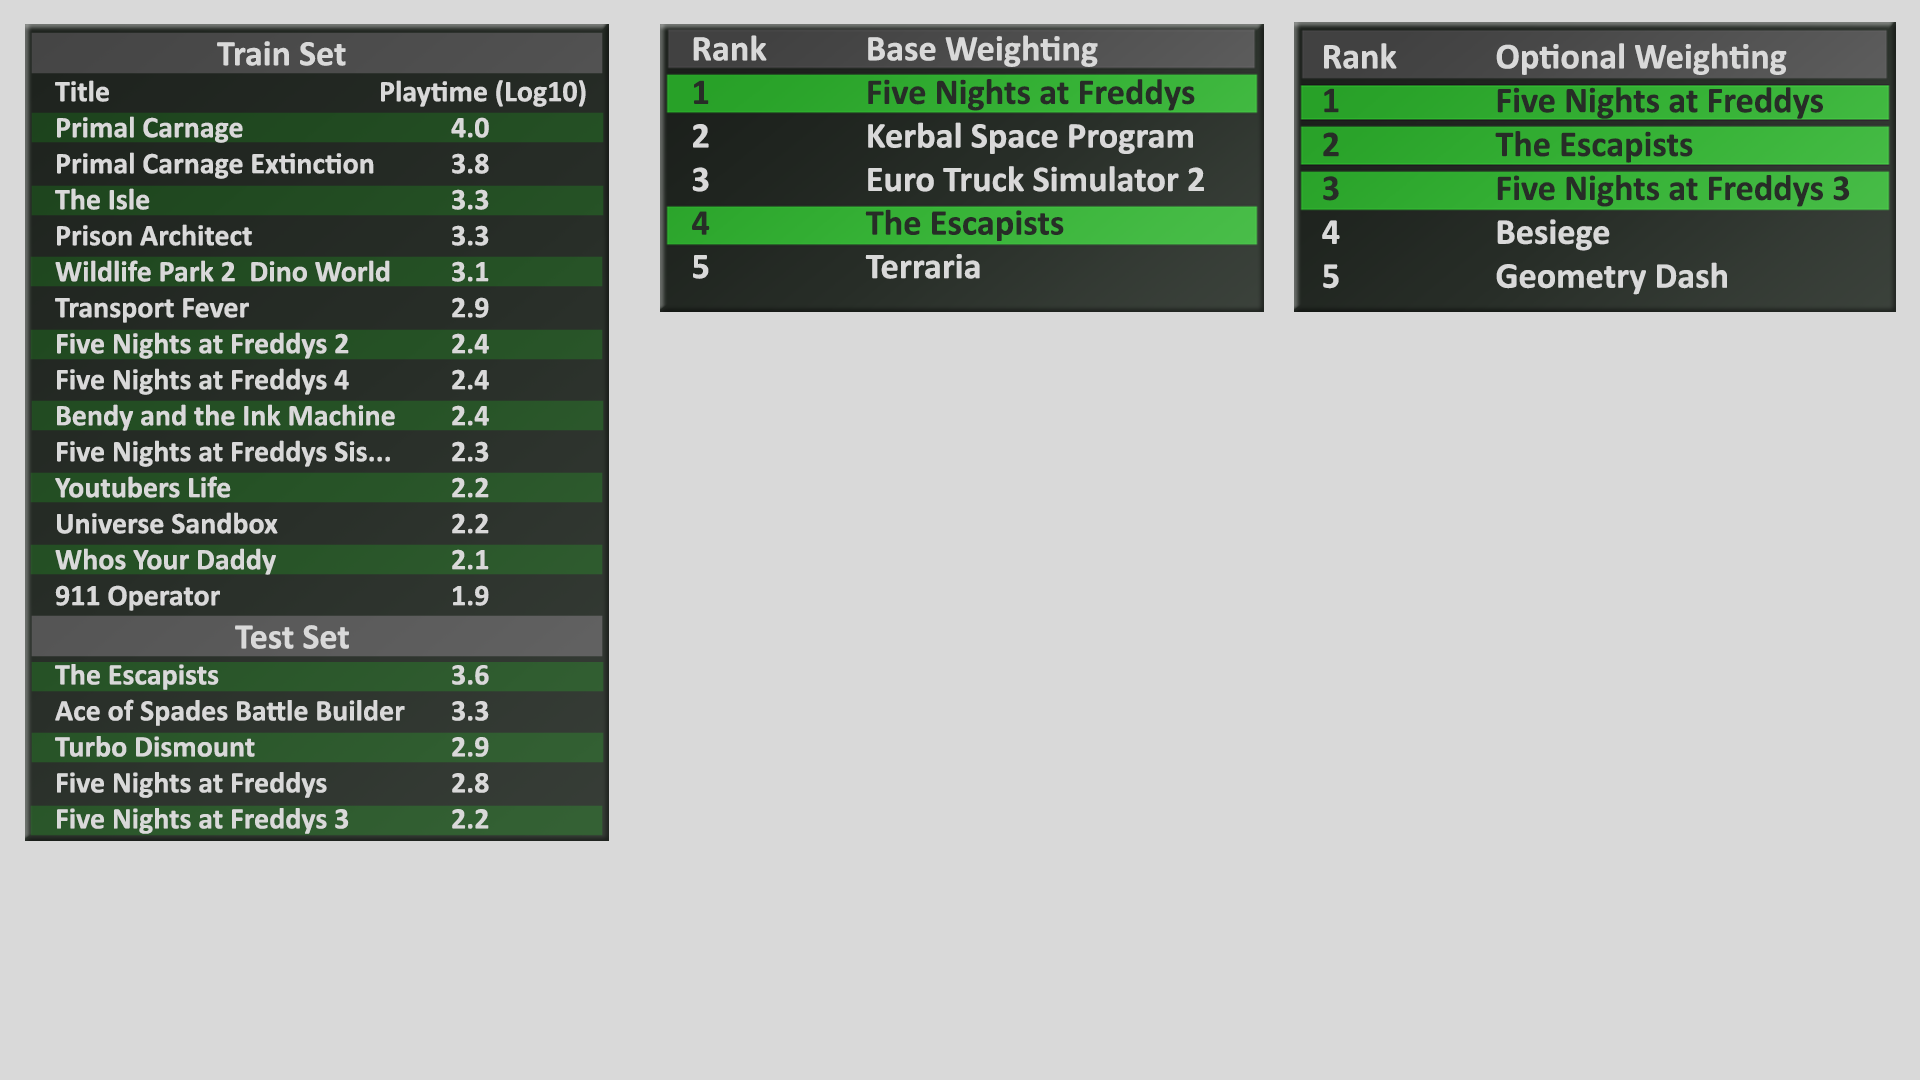 Train Set
Title Playtime (Log10)
Primal Carnage 4.0
Primal Carnage Extinction 3.8
The Isle 3.3
Prison Architect 3.3
Wildlife Park 2  Dino World 3.1
Transport Fever 2.9
Five Nights at Freddys 2 2.4
Five Nights at Freddys 4 2.4
Bendy and the Ink Machine 2.4
Five Nights at Freddys Sis... 2.3
Youtubers Life 2.2
Universe Sandbox 2.2
Whos Your Daddy 2.1
911 Operator 1.9
Test Set
The Escapists 3.6
Ace of Spades Battle Builder 3.3
Turbo Dismount 2.9
Five Nights at Freddys 2.8
Five Nights at Freddys 3 2.2
Rank Base Weighting
1 Five Nights at Freddys
2 Kerbal Space Program
3 Euro Truck Simulator 2
4 The Escapists
5 Terraria
Rank Optional Weighting
1 Five Nights at Freddys
2 The Escapists
3 Five Nights at Freddys 3
4 Besiege
5 Geometry Dash